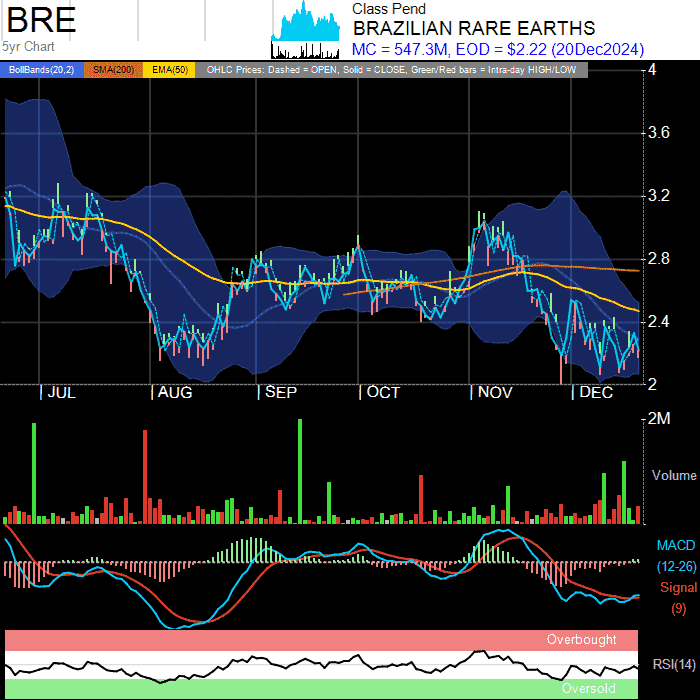 BRE
5yr Chart
Class Pend
BRAZILIAN RARE EARTHS
MC = 547.3M, EOD = $2.22 (20Dec2024)
BollBands(20,2) SMA(200) EMA(50) OHLC Prices: Dashed = OPEN, Solid = CLOSE, Green/Red bars = Intra-day HIGH/LOW
4
3.6
3.2
2.8
2.4
2
JUL AUG SEP OCT NOV DEC
2M
Volume
MACD
(12-26)
Signal
(9)
Overbought
RSI(14)
Oversold